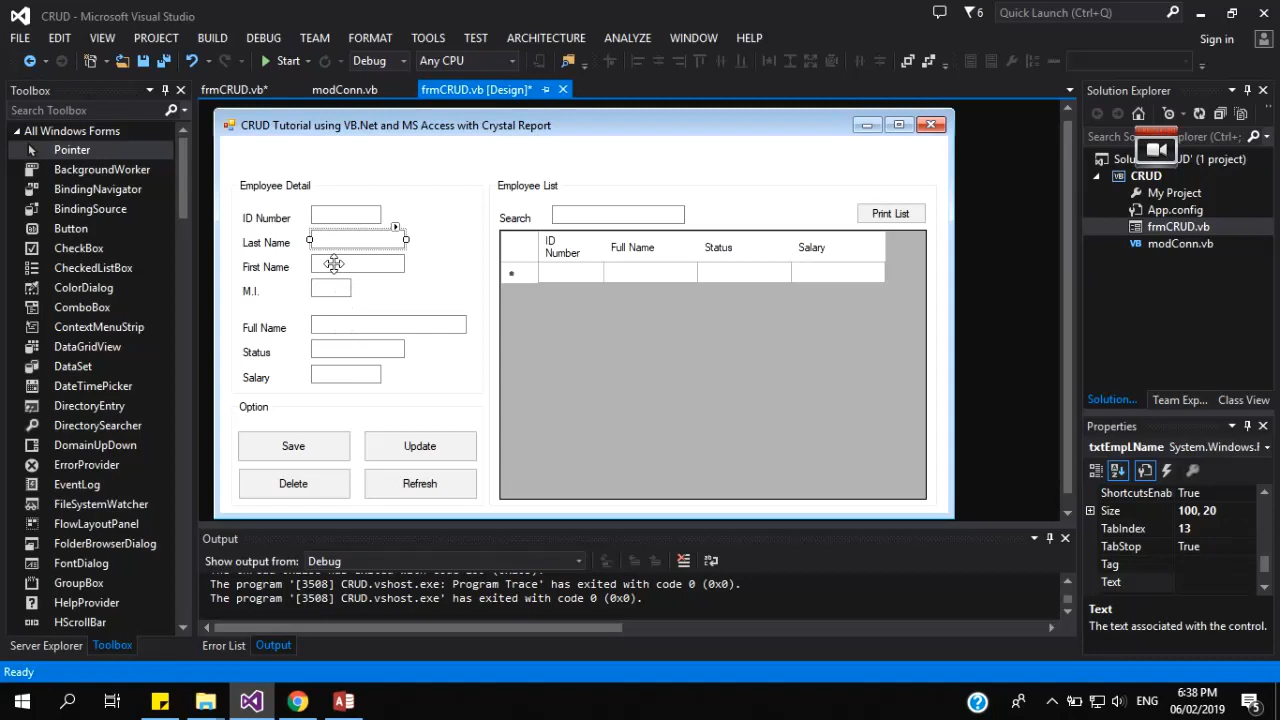 CRUD - Microsoft Visual Studio
6
Quick Launch (Ctrl+Q)
FILE EDIT VIEW PROJECT BUILD DEBUG TEAM FORMAT TOOLS TEST ARCHITECTURE ANALYZE WINDOW HELP
Sign in
Start Debug Any CPU
Toolbox
Search Toolbox
All Windows Forms
Pointer
BackgroundWorker
BindingNavigator
BindingSource
Button
CheckBox
CheckedListBox
ColorDialog
ComboBox
ContextMenuStrip
DataGridView
DataSet
DateTimePicker
DirectoryEntry
DirectorySearcher
DomainUpDown
ErrorProvider
EventLog
FileSystemWatcher
FlowLayoutPanel
FolderBrowserDialog
FontDialog
GroupBox
HelpProvider
HScrollBar
Server Explorer Toolbox
frmCRUD.vb* modConn.vb frmCRUD.vb [Design]*
CRUD Tutorial using VB.Net and MS Access with Crystal Report
Employee Detail
ID Number
Last Name
First Name
M.I.
Full Name
Status
Salary
Option
Save Update
Delete Refresh
Employee List
Search
Print List
ID Number Full Name Status Salary
*
Output
Show output from: Debug
The program '[3508] CRUD.vshost.exe: Program Trace' has exited with code 0 (0x0).
The program '[3508] CRUD.vshost.exe' has exited with code 0 (0x0).
Error List Output
Solution Explorer
Search
UD' (1 project)
CRUD
My Project
App.config
frmCRUD.vb
modConn.vb
Solution... Team Exp... Class View
Properties
txtEmpLName System.Windows.F
ShortcutsEnab True
Size 100, 20
TabIndex 13
TabStop True
Tag
Text
Text
The text associated with the control.
Ready
ENG
6:38 PM
06/02/2019
5